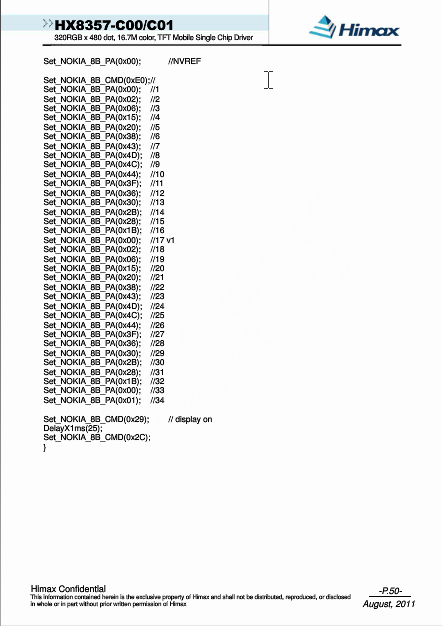 HX8357-C00/C01
320RGB x 480 dot, 16.7M color, TFT Mobile Single Chip Driver
Himax
Set_NOKIA_8B_PA(0x00); //NVREF
Set_NOKIA_8B_CMD(0xE0);//
Set_NOKIA_8B_PA(0x00); //1
Set_NOKIA_8B_PA(0x02); //2
Set_NOKIA_8B_PA(0x06); //3
Set_NOKIA_8B_PA(0x15); //4
Set_NOKIA_8B_PA(0x20); //5
Set_NOKIA_8B_PA(0x38); //6
Set_NOKIA_8B_PA(0x43); //7
Set_NOKIA_8B_PA(0x4D); //8
Set_NOKIA_8B_PA(0x4C); //9
Set_NOKIA_8B_PA(0x44); //10
Set_NOKIA_8B_PA(0x3F); //11
Set_NOKIA_8B_PA(0x36); //12
Set_NOKIA_8B_PA(0x30); //13
Set_NOKIA_8B_PA(0x2B); //14
Set_NOKIA_8B_PA(0x28); //15
Set_NOKIA_8B_PA(0x1B); //16
Set_NOKIA_8B_PA(0x00); //17 v1
Set_NOKIA_8B_PA(0x02); //18
Set_NOKIA_8B_PA(0x06); //19
Set_NOKIA_8B_PA(0x15); //20
Set_NOKIA_8B_PA(0x20); //21
Set_NOKIA_8B_PA(0x38); //22
Set_NOKIA_8B_PA(0x43); //23
Set_NOKIA_8B_PA(0x4D); //24
Set_NOKIA_8B_PA(0x4C); //25
Set_NOKIA_8B_PA(0x44); //26
Set_NOKIA_8B_PA(0x3F); //27
Set_NOKIA_8B_PA(0x36); //28
Set_NOKIA_8B_PA(0x30); //29
Set_NOKIA_8B_PA(0x2B); //30
Set_NOKIA_8B_PA(0x28); //31
Set_NOKIA_8B_PA(0x1B); //32
Set_NOKIA_8B_PA(0x00); //33
Set_NOKIA_8B_PA(0x01); //34
Set_NOKIA_8B_CMD(0x29); // display on
DelayX1ms(25);
Set_NOKIA_8B_CMD(0x2C);
}
Himax Confidential
This information contained herein is the exclusive property of Himax and shall not be distributed, reproduced, or disclosed
in whole or in part without prior written permission of Himax
-P.50-
August, 2011